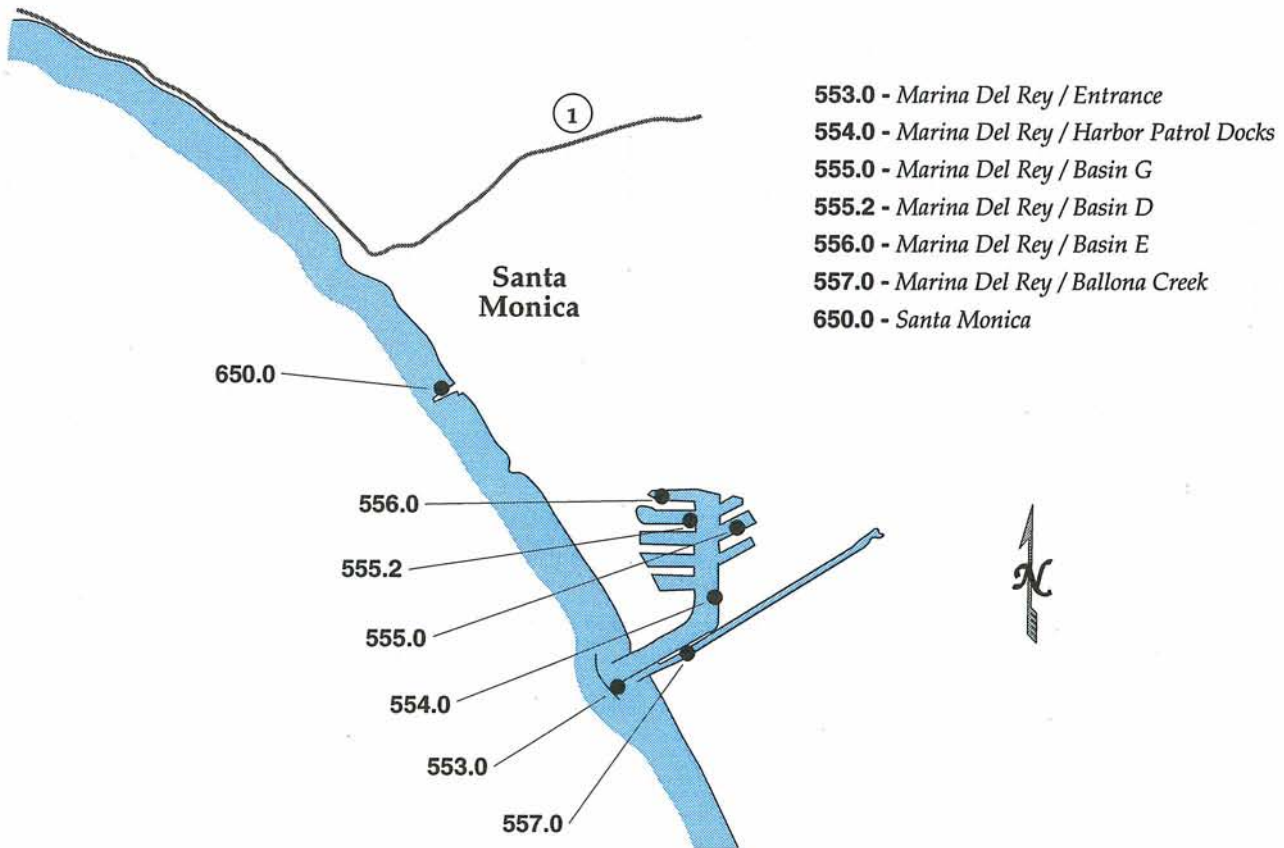 1
Santa
Monica
650.0
556.0
555.2
555.0
554.0
553.0
557.0
N
553.0 - Marina Del Rey / Entrance
554.0 - Marina Del Rey / Harbor Patrol Docks
555.0 - Marina Del Rey / Basin G
555.2 - Marina Del Rey / Basin D
556.0 - Marina Del Rey / Basin E
557.0 - Marina Del Rey / Ballona Creek
650.0 - Santa Monica